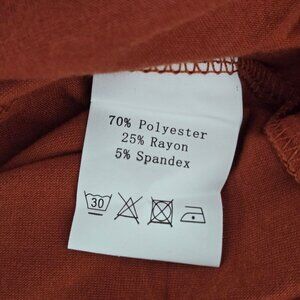 70% Polyester
25% Rayon
5% Spandex
30